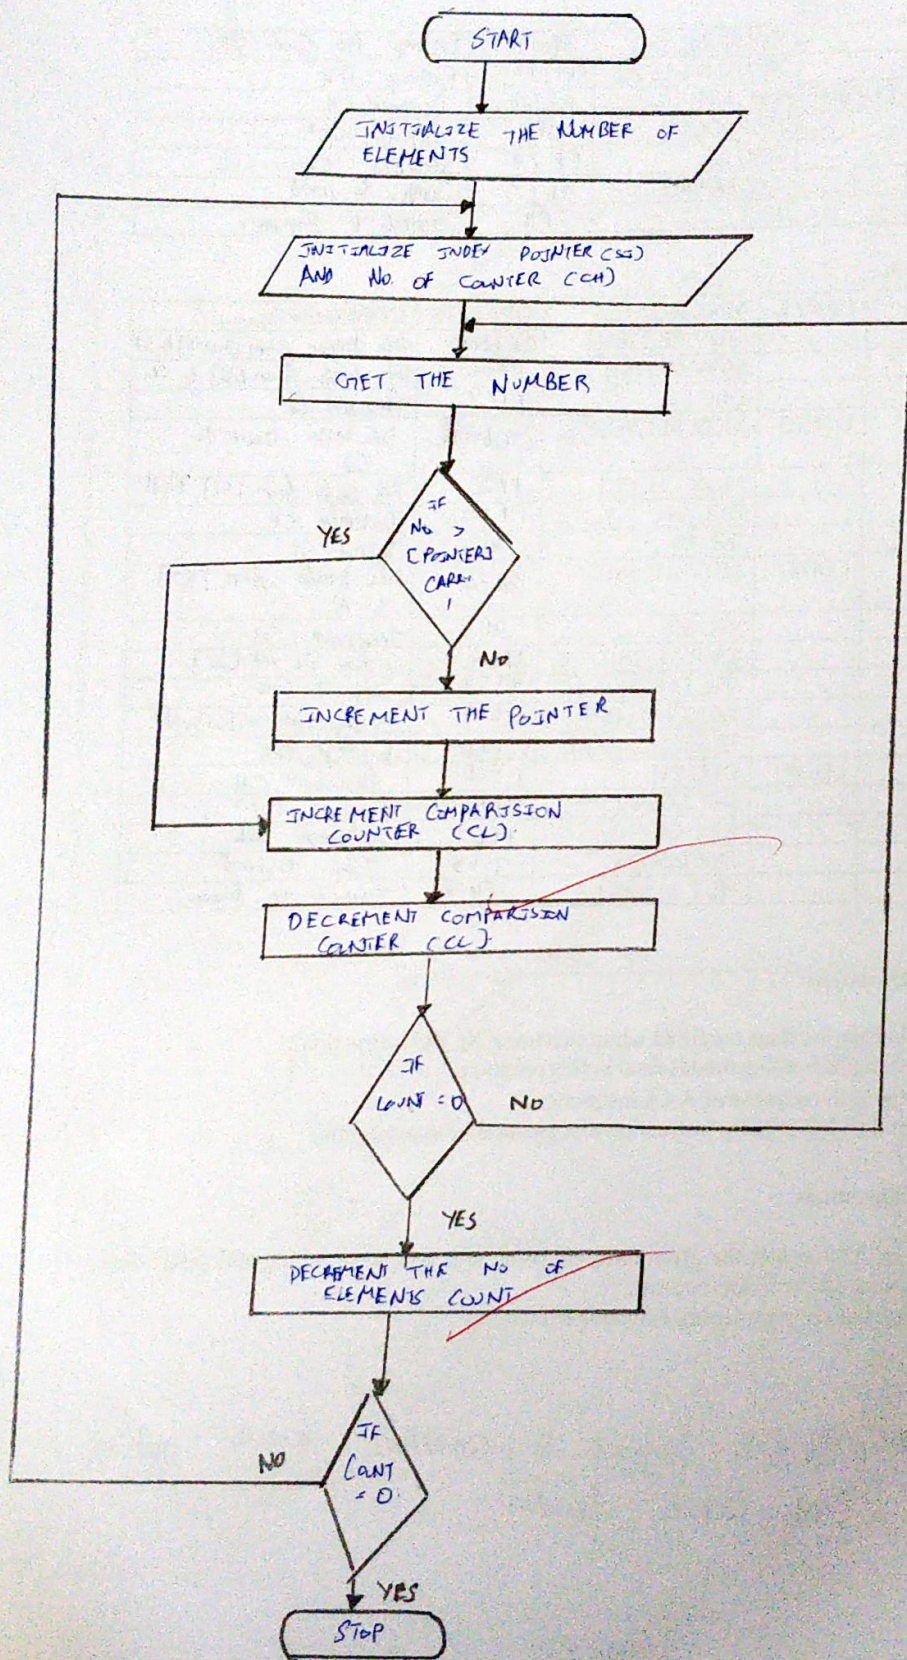 START
INITIALIZE THE NUMBER OF
ELEMENTS
INITIALIZE INDEX POINTER (SI)
AND NO. OF COUNTER (CH)
GET THE NUMBER
IF
NO >
[POINTER]
YES
NO
INCREMENT THE POINTER
INCREMENT COMPARISION
COUNTER (CL).
DECREMENT COMPARISION
COUNTER (CL).
IF
COUNT = 0
NO
YES
DECREMENT THE NO OF
ELEMENTS COUNT
IF
COUNT
= 0.
NO
YES
STOP